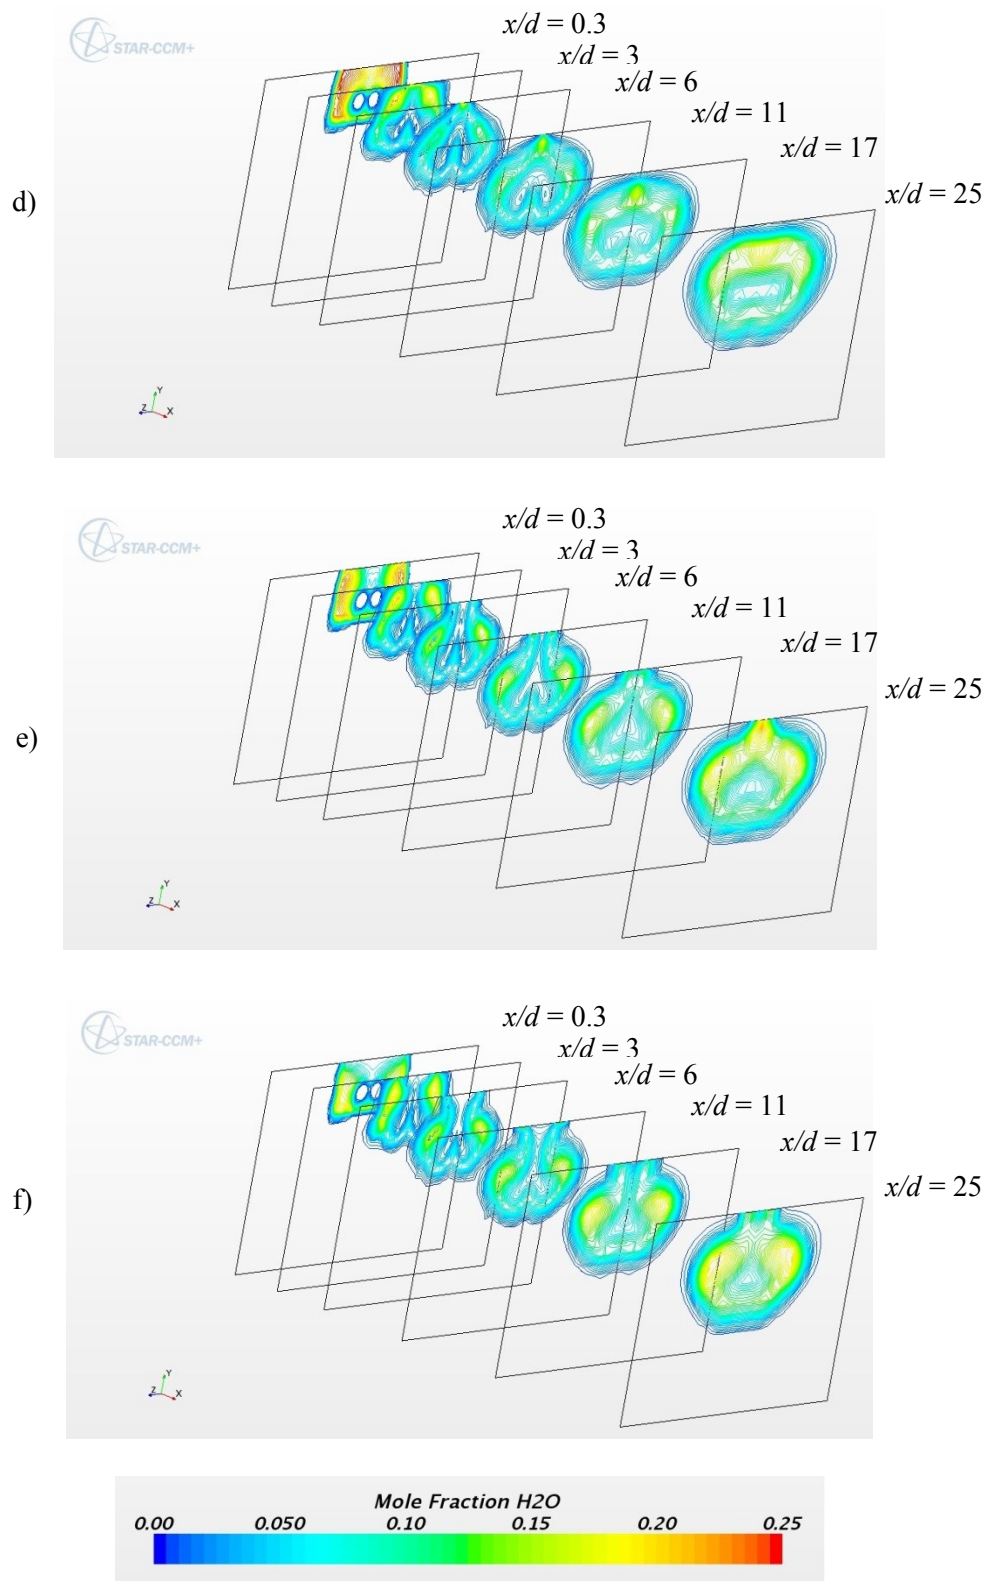 STAR-CCM+
x/d = 0.3
x/d = 3
x/d = 6
x/d = 11
x/d = 17
x/d = 25
d)
Y
Z X
STAR-CCM+
x/d = 0.3
x/d = 3
x/d = 6
x/d = 11
x/d = 17
x/d = 25
e)
Y
Z X
STAR-CCM+
x/d = 0.3
x/d = 3
x/d = 6
x/d = 11
x/d = 17
x/d = 25
f)
Y
Z X
Mole Fraction H2O
0.00 0.050 0.10 0.15 0.20 0.25